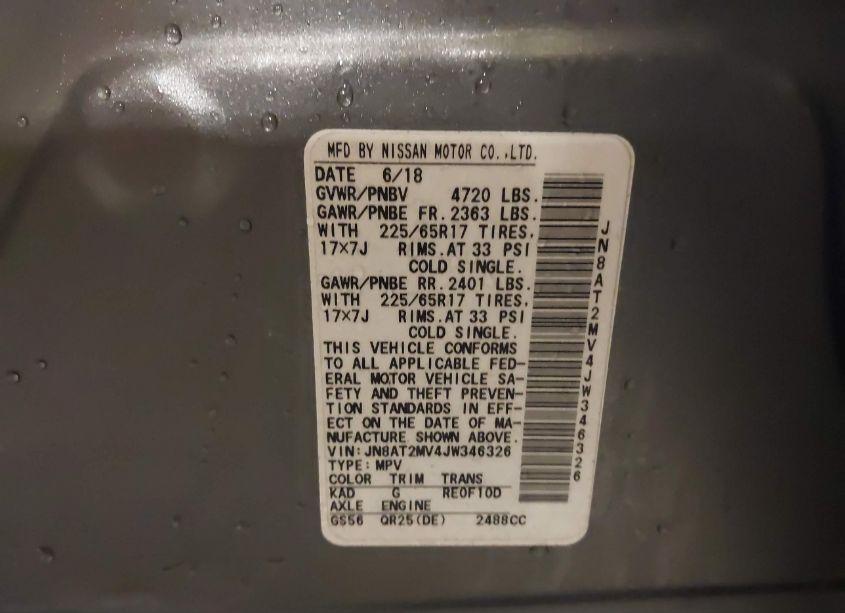 MFD BY NISSAN MOTOR CO.,LTD.
DATE 6/18
GVWR/PNBV 4720 LBS.
GAWR/PNBE FR. 2363 LBS.
WITH 225/65R17 TIRES.
17×7J RIMS.AT 33 PSI
COLD SINGLE.
GAWR/PNBE RR. 2401 LBS.
WITH 225/65R17 TIRES.
17×7J RIMS.AT 33 PSI
COLD SINGLE.
THIS VEHICLE CONFORMS
TO ALL APPLICABLE FED-
ERAL MOTOR VEHICLE SA-
FETY AND THEFT PREVEN-
TION STANDARDS IN EFF-
ECT ON THE DATE OF MA-
NUFACTURE SHOWN ABOVE.
VIN:JN8AT2MV4JW346326
TYPE:MPV
COLOR TRIM TRANS
KAD G RE0F10D
AXLE ENGINE
GS56 QR25(DE) 2488CC
JN8AT2MV4JW346326